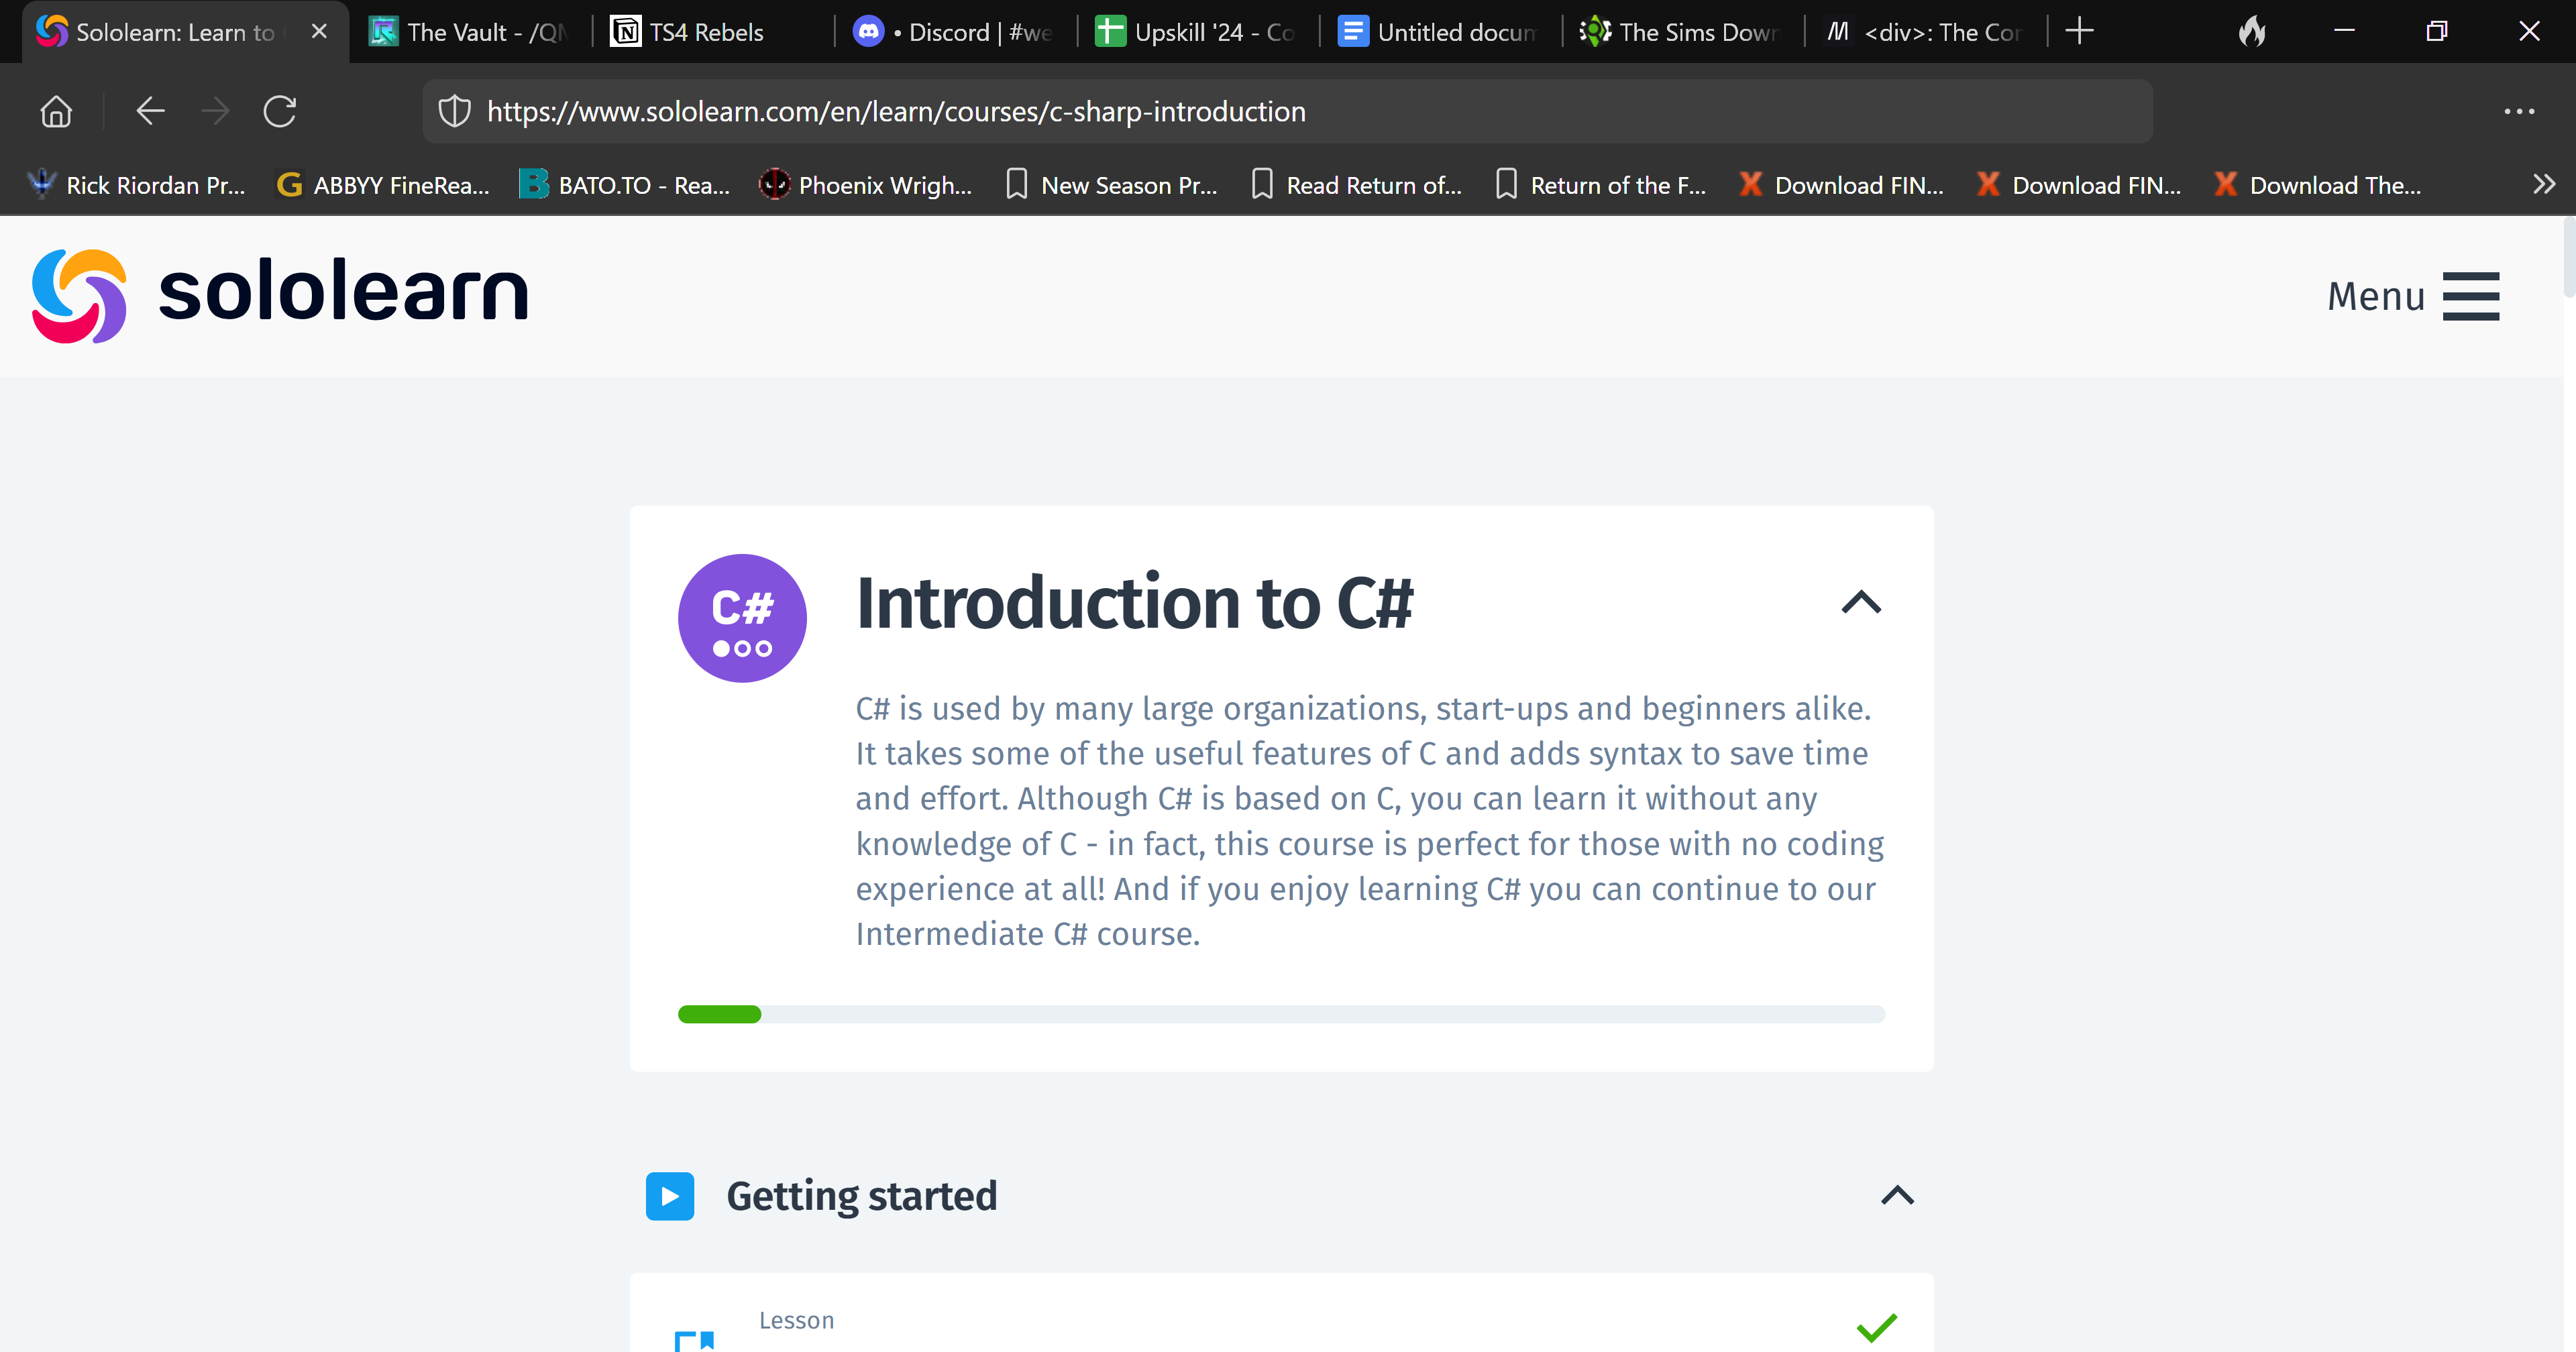 Sololearn: Learn to
The Vault - /QM
TS4 Rebels
• Discord | #we
Upskill '24 - Co
Untitled docum
The Sims Down
<div>: The Con
https://www.sololearn.com/en/learn/courses/c-sharp-introduction
Rick Riordan Pr...
ABBYY FineRea...
BATO.TO - Rea...
Phoenix Wrigh...
New Season Pr...
Read Return of...
Return of the F...
Download FIN...
Download FIN...
Download The...
sololearn
Menu
C#
Introduction to C#
C# is used by many large organizations, start-ups and beginners alike.
It takes some of the useful features of C and adds syntax to save time
and effort. Although C# is based on C, you can learn it without any
knowledge of C - in fact, this course is perfect for those with no coding
experience at all! And if you enjoy learning C# you can continue to our
Intermediate C# course.
Getting started
Lesson